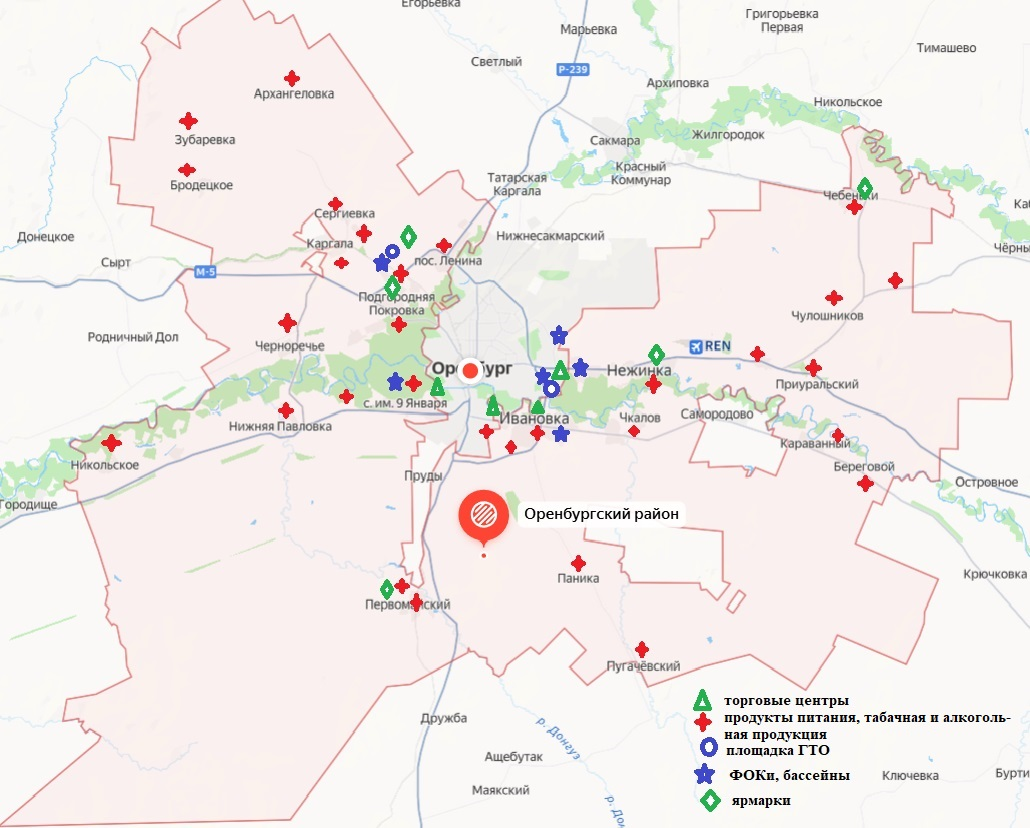 Егорьевка
Григорьевка
Первая
Марьевка
Тимашево
Светлый
Р-239
Архиповка
Архангеловка
Никольское
Зубаревка
Сакмара
Жилгородок
Красный
Коммунар
Татарская
Каргала
Бродецкое
Чебеньки
Сергиевка
Донецкое
Каргала
Нижнесакмарский
Сырт
пос. Ленина
М-5
Подгородняя
Покровка
Чулошников
Родничный Дол
Черноречье
REN
Оренбург
Нежинка
Приуральский
с. им. 9 Января
Самородово
Чкалов
Ивановка
Нижняя Павловка
Караванный
Никольское
Береговой
Пруды
Островное
Городище
Оренбургский район
Крючковка
Паника
Первомайский
Пугачёвский
торговые центры
продукты питания, табачная и алкоголь-
ная продукция
площадка ГТО
ФОКи, бассейны
ярмарки
Дружба
р. Донгуз
Ащебутак
Маякский
Ключевка